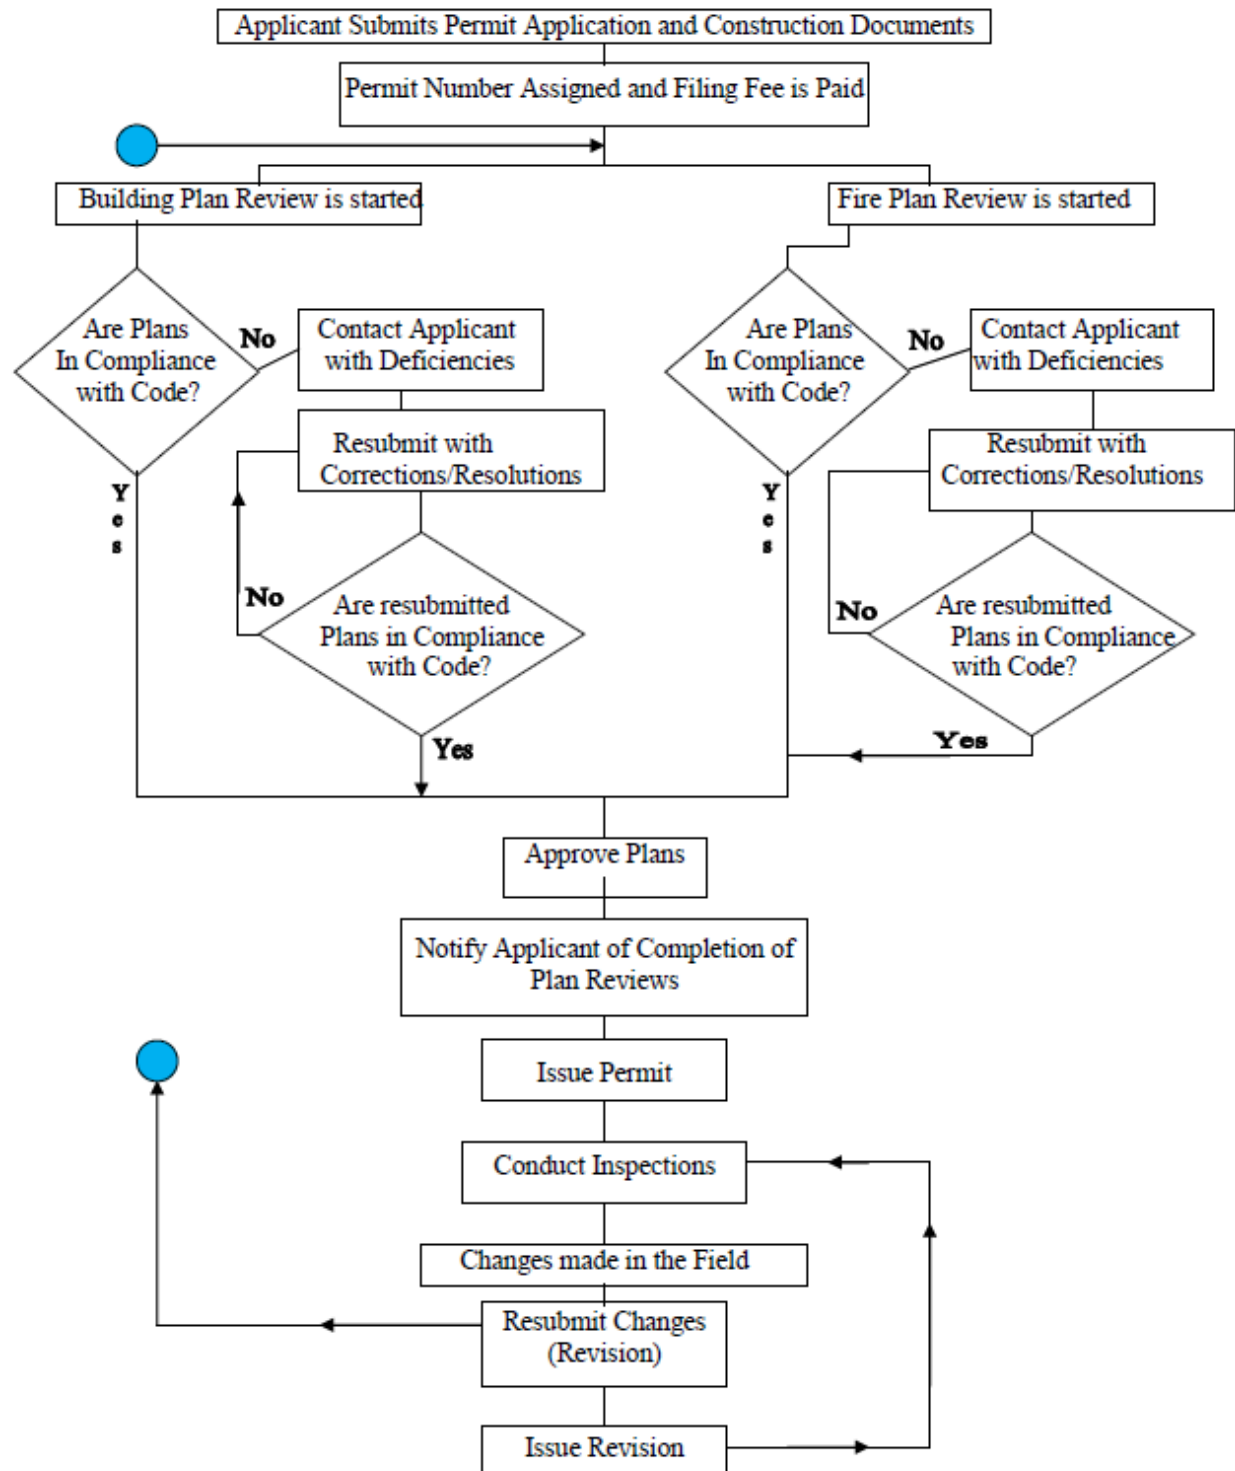 Applicant Submits Permit Application and Construction Documents
Permit Number Assigned and Filing Fee is Paid
Building Plan Review is started
Fire Plan Review is started
Are Plans
In Compliance
with Code?
No
Contact Applicant
with Deficiencies
Resubmit with
Corrections/Resolutions
Yes
No
Are resubmitted
Plans in Compliance
with Code?
Yes
Are Plans
In Compliance
with Code?
No
Contact Applicant
with Deficiencies
Resubmit with
Corrections/Resolutions
Yes
No
Are resubmitted
Plans in Compliance
with Code?
Yes
Approve Plans
Notify Applicant of Completion of
Plan Reviews
Issue Permit
Conduct Inspections
Changes made in the Field
Resubmit Changes
(Revision)
Issue Revision